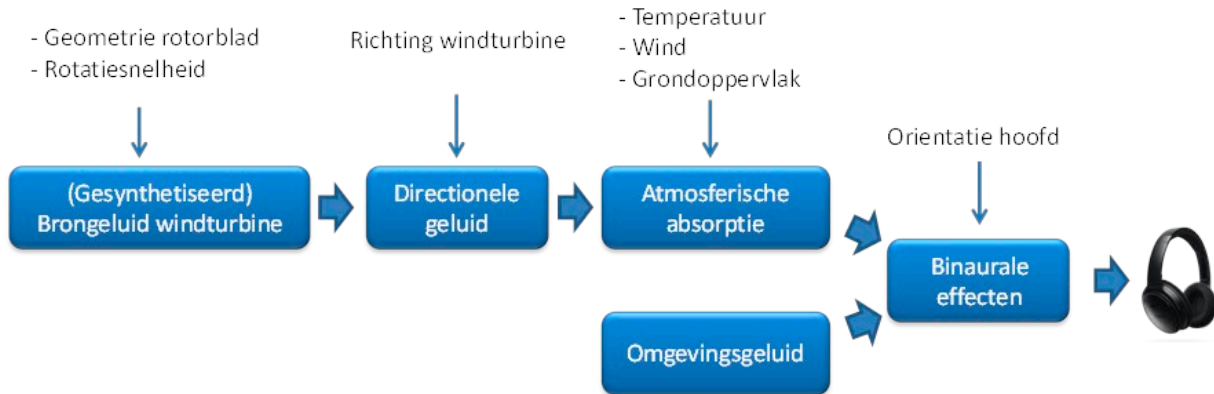 - Geometrie rotorblad
- Rotatiesnelheid
Richting windturbine
- Temperatuur
- Wind
- Grondoppervlak
Orientatie hoofd
(Gesynthetiseerd)
Brongeluid windturbine
Directionele
geluid
Atmosferische
absorptie
Binaurale
effecten
Omgevingsgeluid